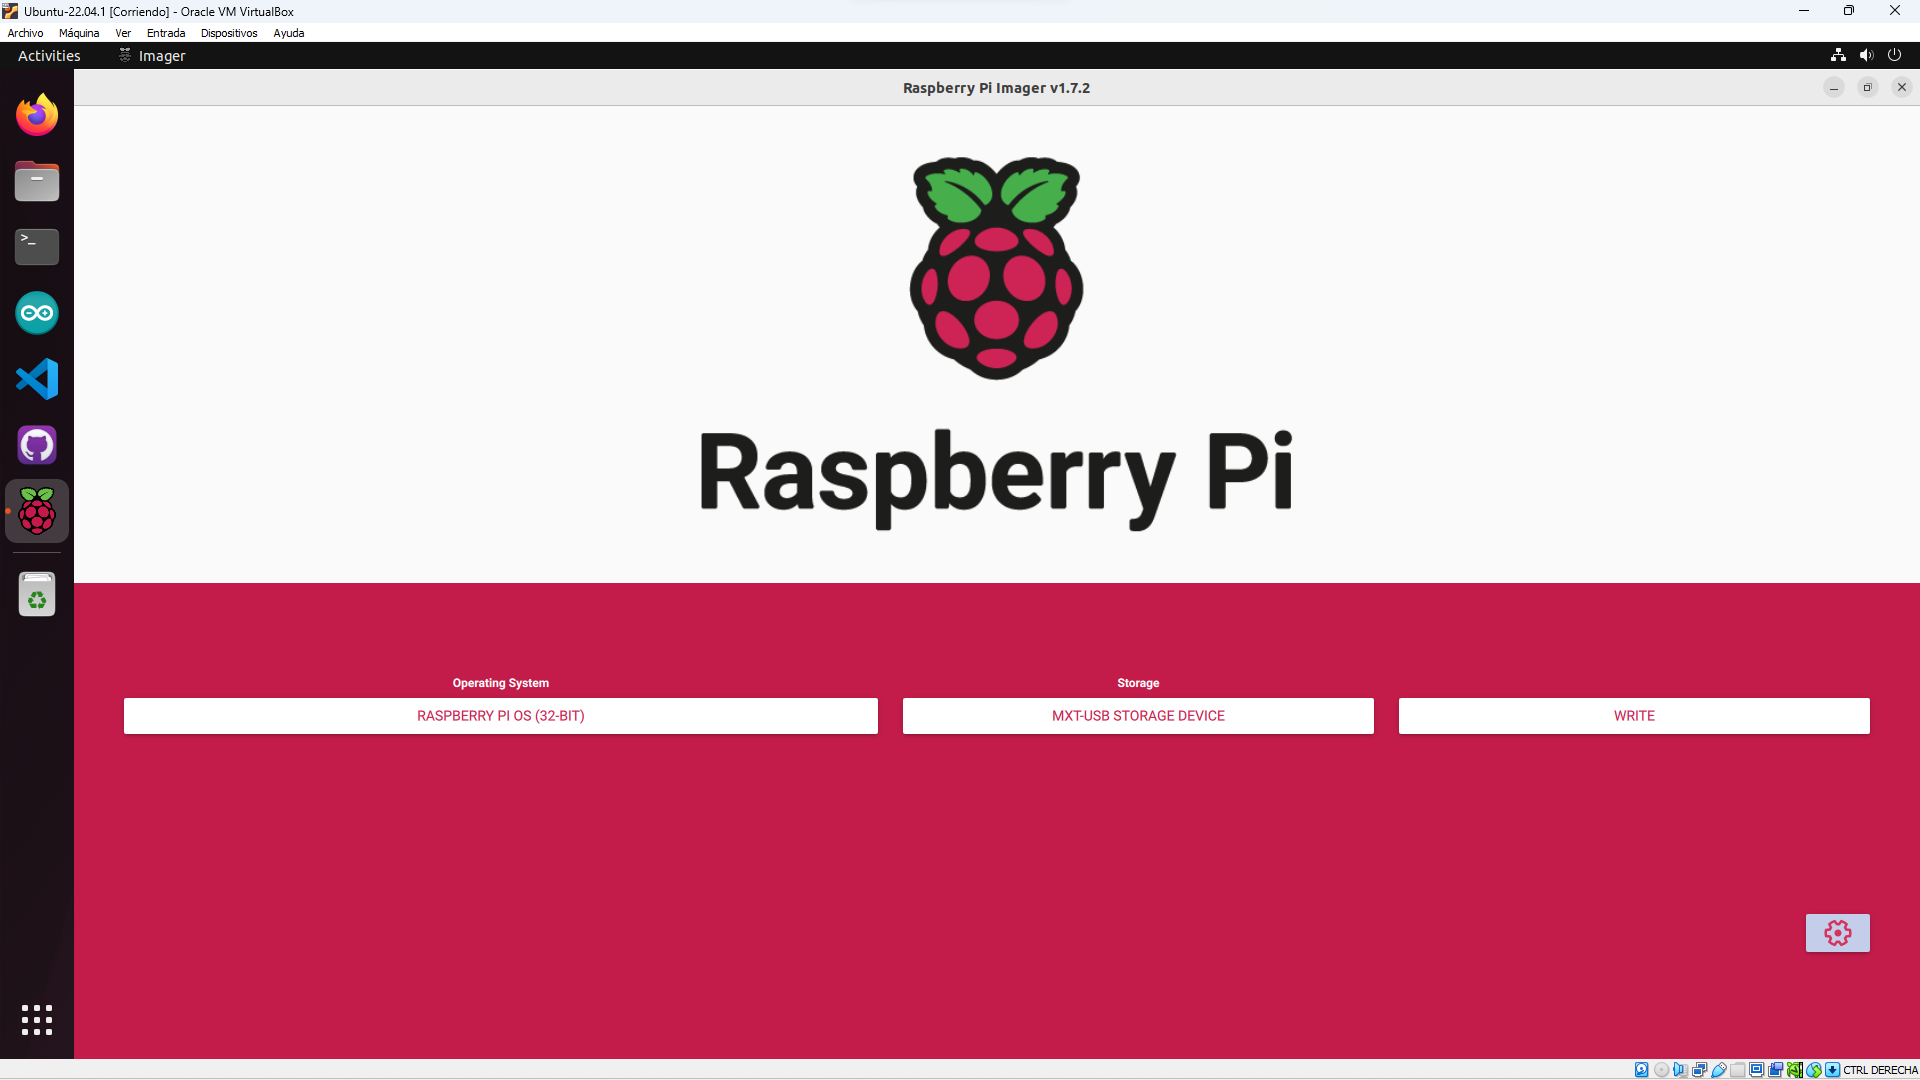 Ubuntu-22.04.1 [Corriendo] - Oracle VM VirtualBox
Archivo Máquina Ver Entrada Dispositivos Ayuda
Activities Imager
Raspberry Pi Imager v1.7.2
>_
Raspberry Pi
Operating System Storage
RASPBERRY PI OS (32-BIT) MXT-USB STORAGE DEVICE WRITE
CTRL DERECHA